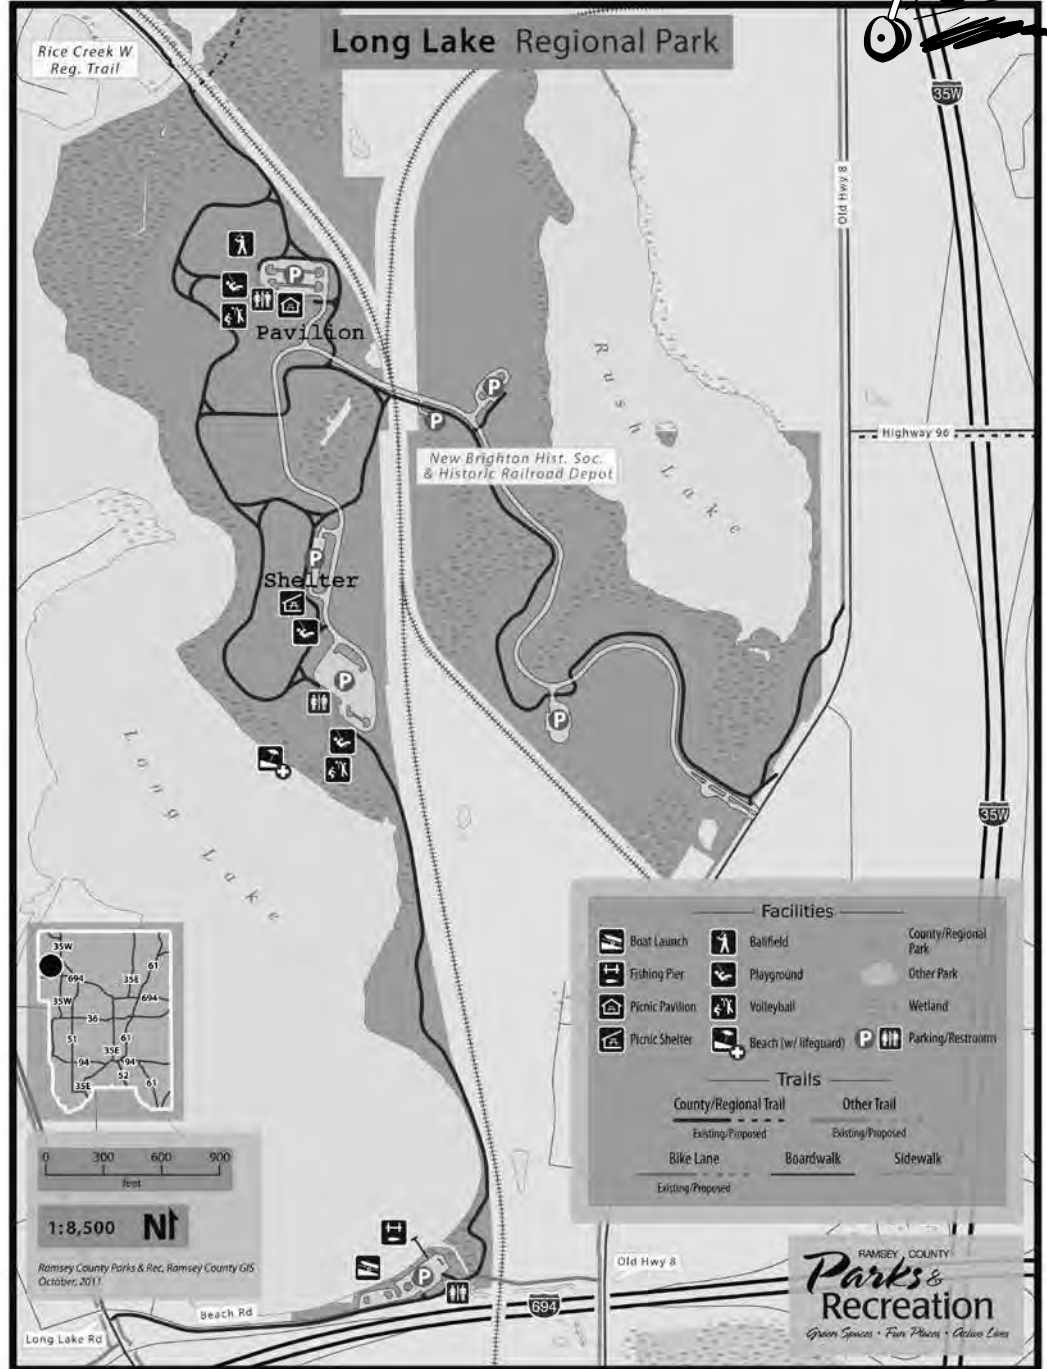 Long Lake Regional Park
Rice Creek W
Reg. Trail
35W
Old Hwy 8
P
Pavilion
P
P
Rush Lake
Highway 96
New Brighton Hist. Soc.
& Historic Railroad Depot
P
Shelter
P
P
Long Lake
35W
Facilities
Boat Launch
Ballfield
County/Regional
Park
Fishing Pier
Playground
Other Park
Picnic Pavilion
Volleyball
Wetland
Picnic Shelter
Beach (w/ lifeguard)
P
Parking/Restrooms
Trails
County/Regional Trail
Other Trail
Existing/Proposed
Existing/Proposed
Bike Lane
Boardwalk
Sidewalk
Existing/Proposed
35W
61
694
35E
35W
694
36
51
61
35E
94
94
52
35E
61
0 300 600 900
feet
1:8,500 N
Ramsey County Parks & Rec, Ramsey County GIS
October, 2011
P
Old Hwy 8
694
Beach Rd
Long Lake Rd
RAMSEY COUNTY
Parks &
Recreation
Green Spaces • Fun Places • Active Lives